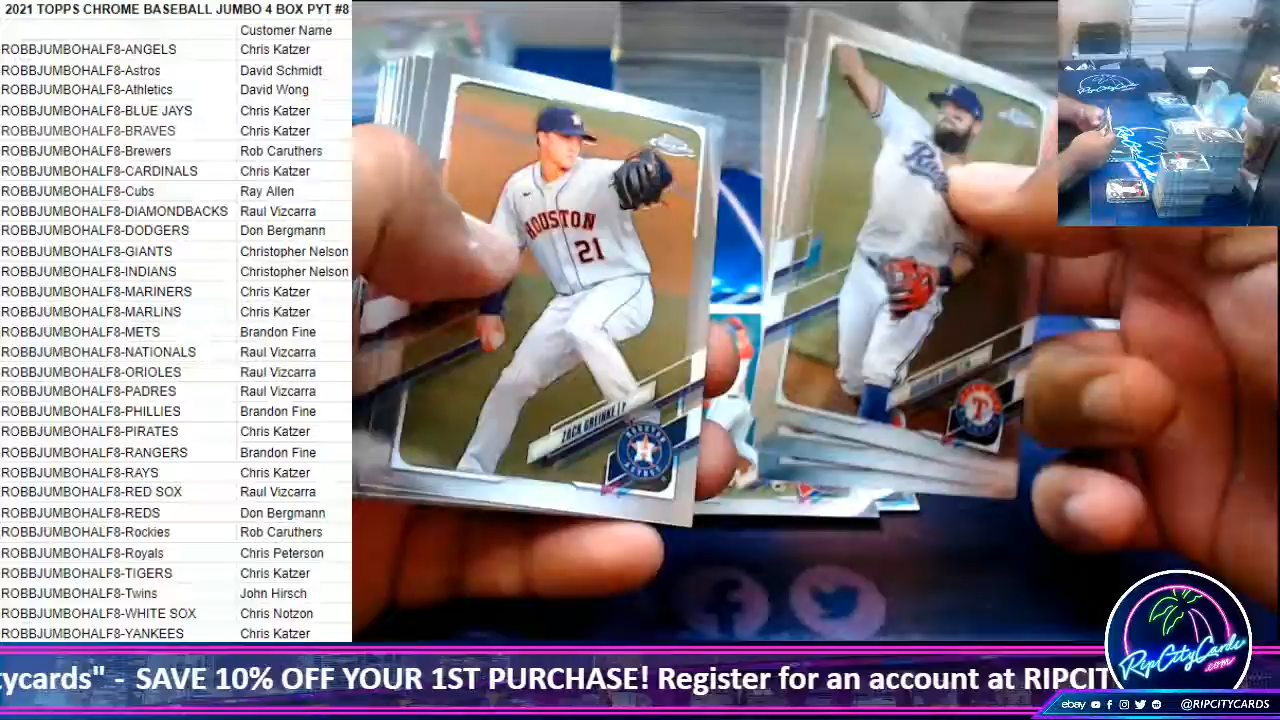 2021 TOPPS CHROME BASEBALL JUMBO 4 BOX PYT #8
Customer Name
ROBBJUMBOHALF8-ANGELS Chris Katzer
ROBBJUMBOHALF8-Astros David Schmidt
ROBBJUMBOHALF8-Athletics David Wong
ROBBJUMBOHALF8-BLUE JAYS Chris Katzer
ROBBJUMBOHALF8-BRAVES Chris Katzer
ROBBJUMBOHALF8-Brewers Rob Caruthers
ROBBJUMBOHALF8-CARDINALS Chris Katzer
ROBBJUMBOHALF8-Cubs Ray Allen
ROBBJUMBOHALF8-DIAMONDBACKS Raul Vizcarra
ROBBJUMBOHALF8-DODGERS Don Bergmann
ROBBJUMBOHALF8-GIANTS Christopher Nelson
ROBBJUMBOHALF8-INDIANS Christopher Nelson
ROBBJUMBOHALF8-MARINERS Chris Katzer
ROBBJUMBOHALF8-MARLINS Chris Katzer
ROBBJUMBOHALF8-METS Brandon Fine
ROBBJUMBOHALF8-NATIONALS Raul Vizcarra
ROBBJUMBOHALF8-ORIOLES Raul Vizcarra
ROBBJUMBOHALF8-PADRES Raul Vizcarra
ROBBJUMBOHALF8-PHILLIES Brandon Fine
ROBBJUMBOHALF8-PIRATES Chris Katzer
ROBBJUMBOHALF8-RANGERS Brandon Fine
ROBBJUMBOHALF8-RAYS Chris Katzer
ROBBJUMBOHALF8-RED SOX Raul Vizcarra
ROBBJUMBOHALF8-REDS Don Bergmann
ROBBJUMBOHALF8-Rockies Rob Caruthers
ROBBJUMBOHALF8-Royals Chris Peterson
ROBBJUMBOHALF8-TIGERS Chris Katzer
ROBBJUMBOHALF8-Twins John Hirsch
ROBBJUMBOHALF8-WHITE SOX Chris Notzon
ROBBJUMBOHALF8-YANKEES Chris Katzer
HOUSTON
21
ZACK GREINKE | P
T
RipCityCards
.com
tycards" - SAVE 10% OFF YOUR 1ST PURCHASE! Register for an account at RIPCIT
ebay @RIPCITYCARDS